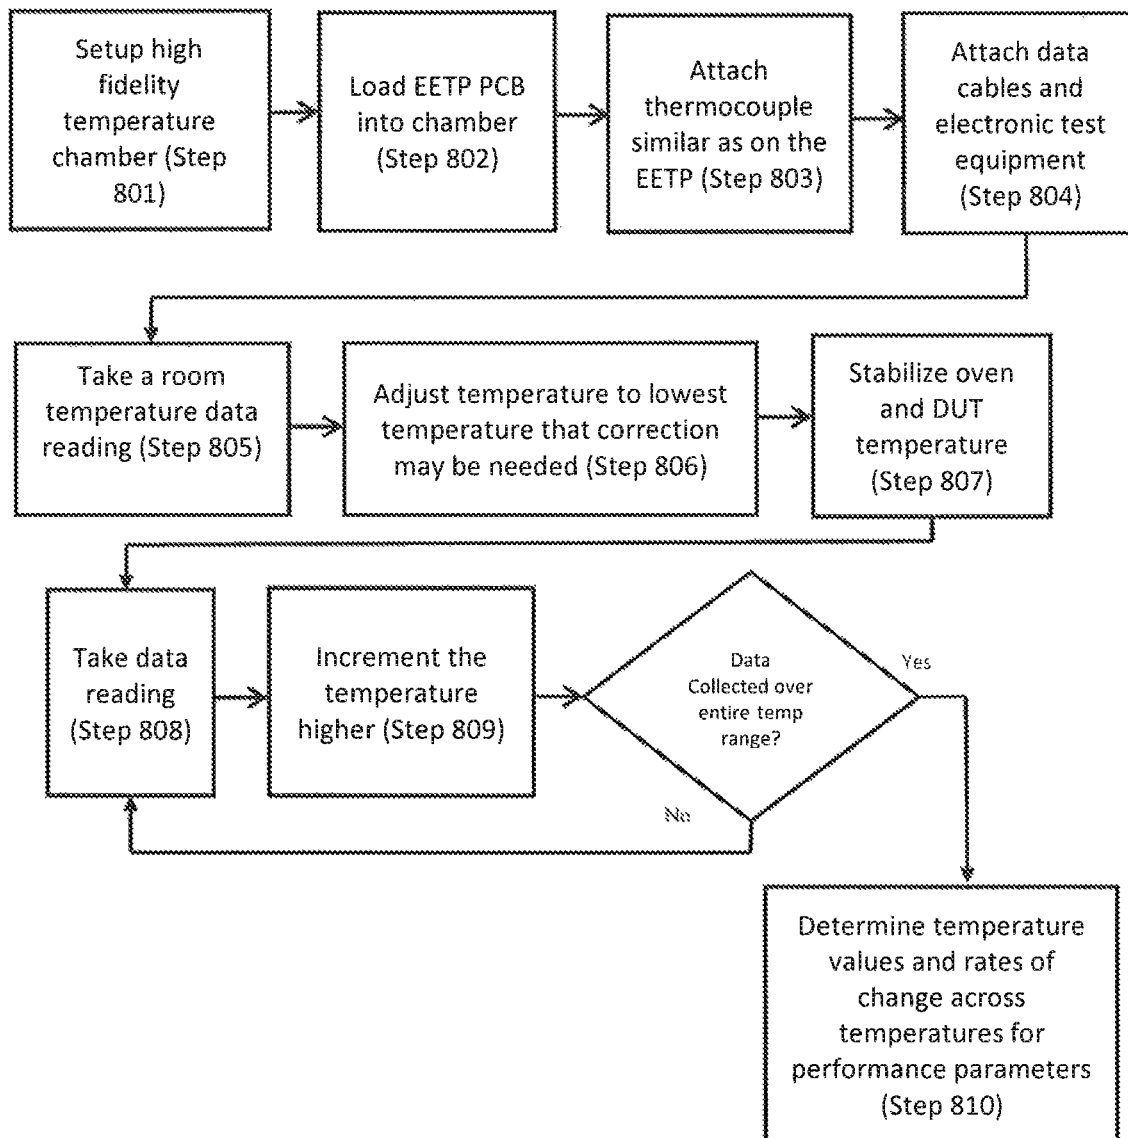 Setup high
fidelity
temperature
chamber (Step
801)
Load EETP PCB
into chamber
(Step 802)
Attach
thermocouple
similar as on the
EETP (Step 803)
Attach data
cables and
electronic test
equipment
(Step 804)
Take a room
temperature data
reading (Step 805)
Adjust temperature to lowest
temperature that correction
may be needed (Step 806)
Stabilize oven
and DUT
temperature
(Step 807)
Take data
reading
(Step 808)
Increment the
temperature
higher (Step 809)
Data
Collected over
entire temp
range?
Yes
No
Determine temperature
values and rates of
change across
temperatures for
performance parameters
(Step 810)